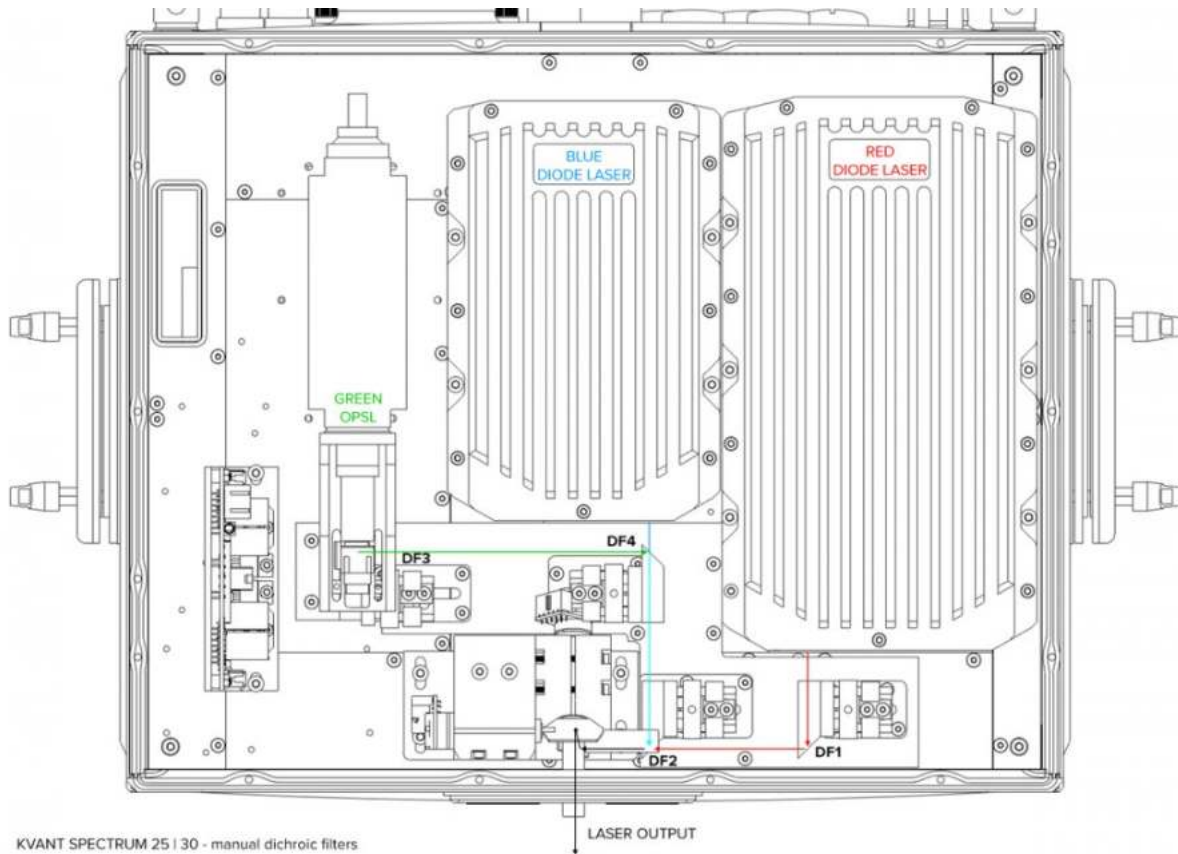 BLUE
DIODE LASER
RED
DIODE LASER
GREEN
OPSL
DF3
DF4
DF2
DF1
LASER OUTPUT
KVANT SPECTRUM 25 | 30 - manual dichroic filters